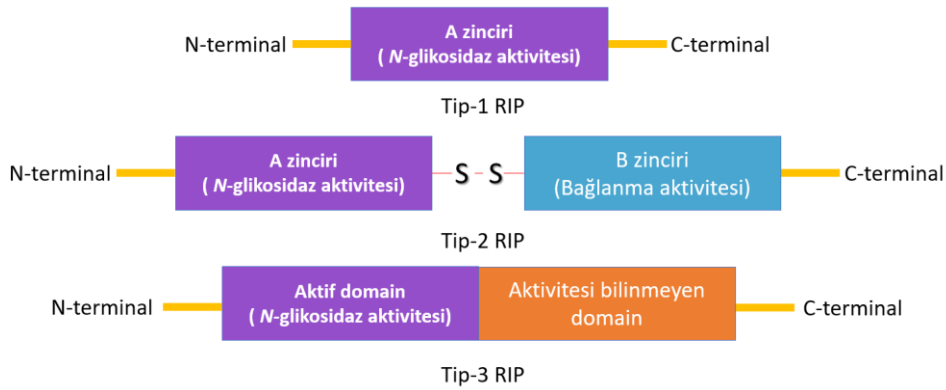 A zinciri
N-terminal
C-terminal
( N-glikosidaz aktivitesi)
Tip-1 RIP
A zinciri
( N-glikosidaz aktivitesi)
B zinciri
(Bağlanma aktivitesi)
N-terminal
S S
C-terminal
Tip-2 RIP
Aktif domain
( N-glikosidaz aktivitesi)
Aktivitesi bilinmeyen
domain
N-terminal
C-terminal
Tip-3 RIP